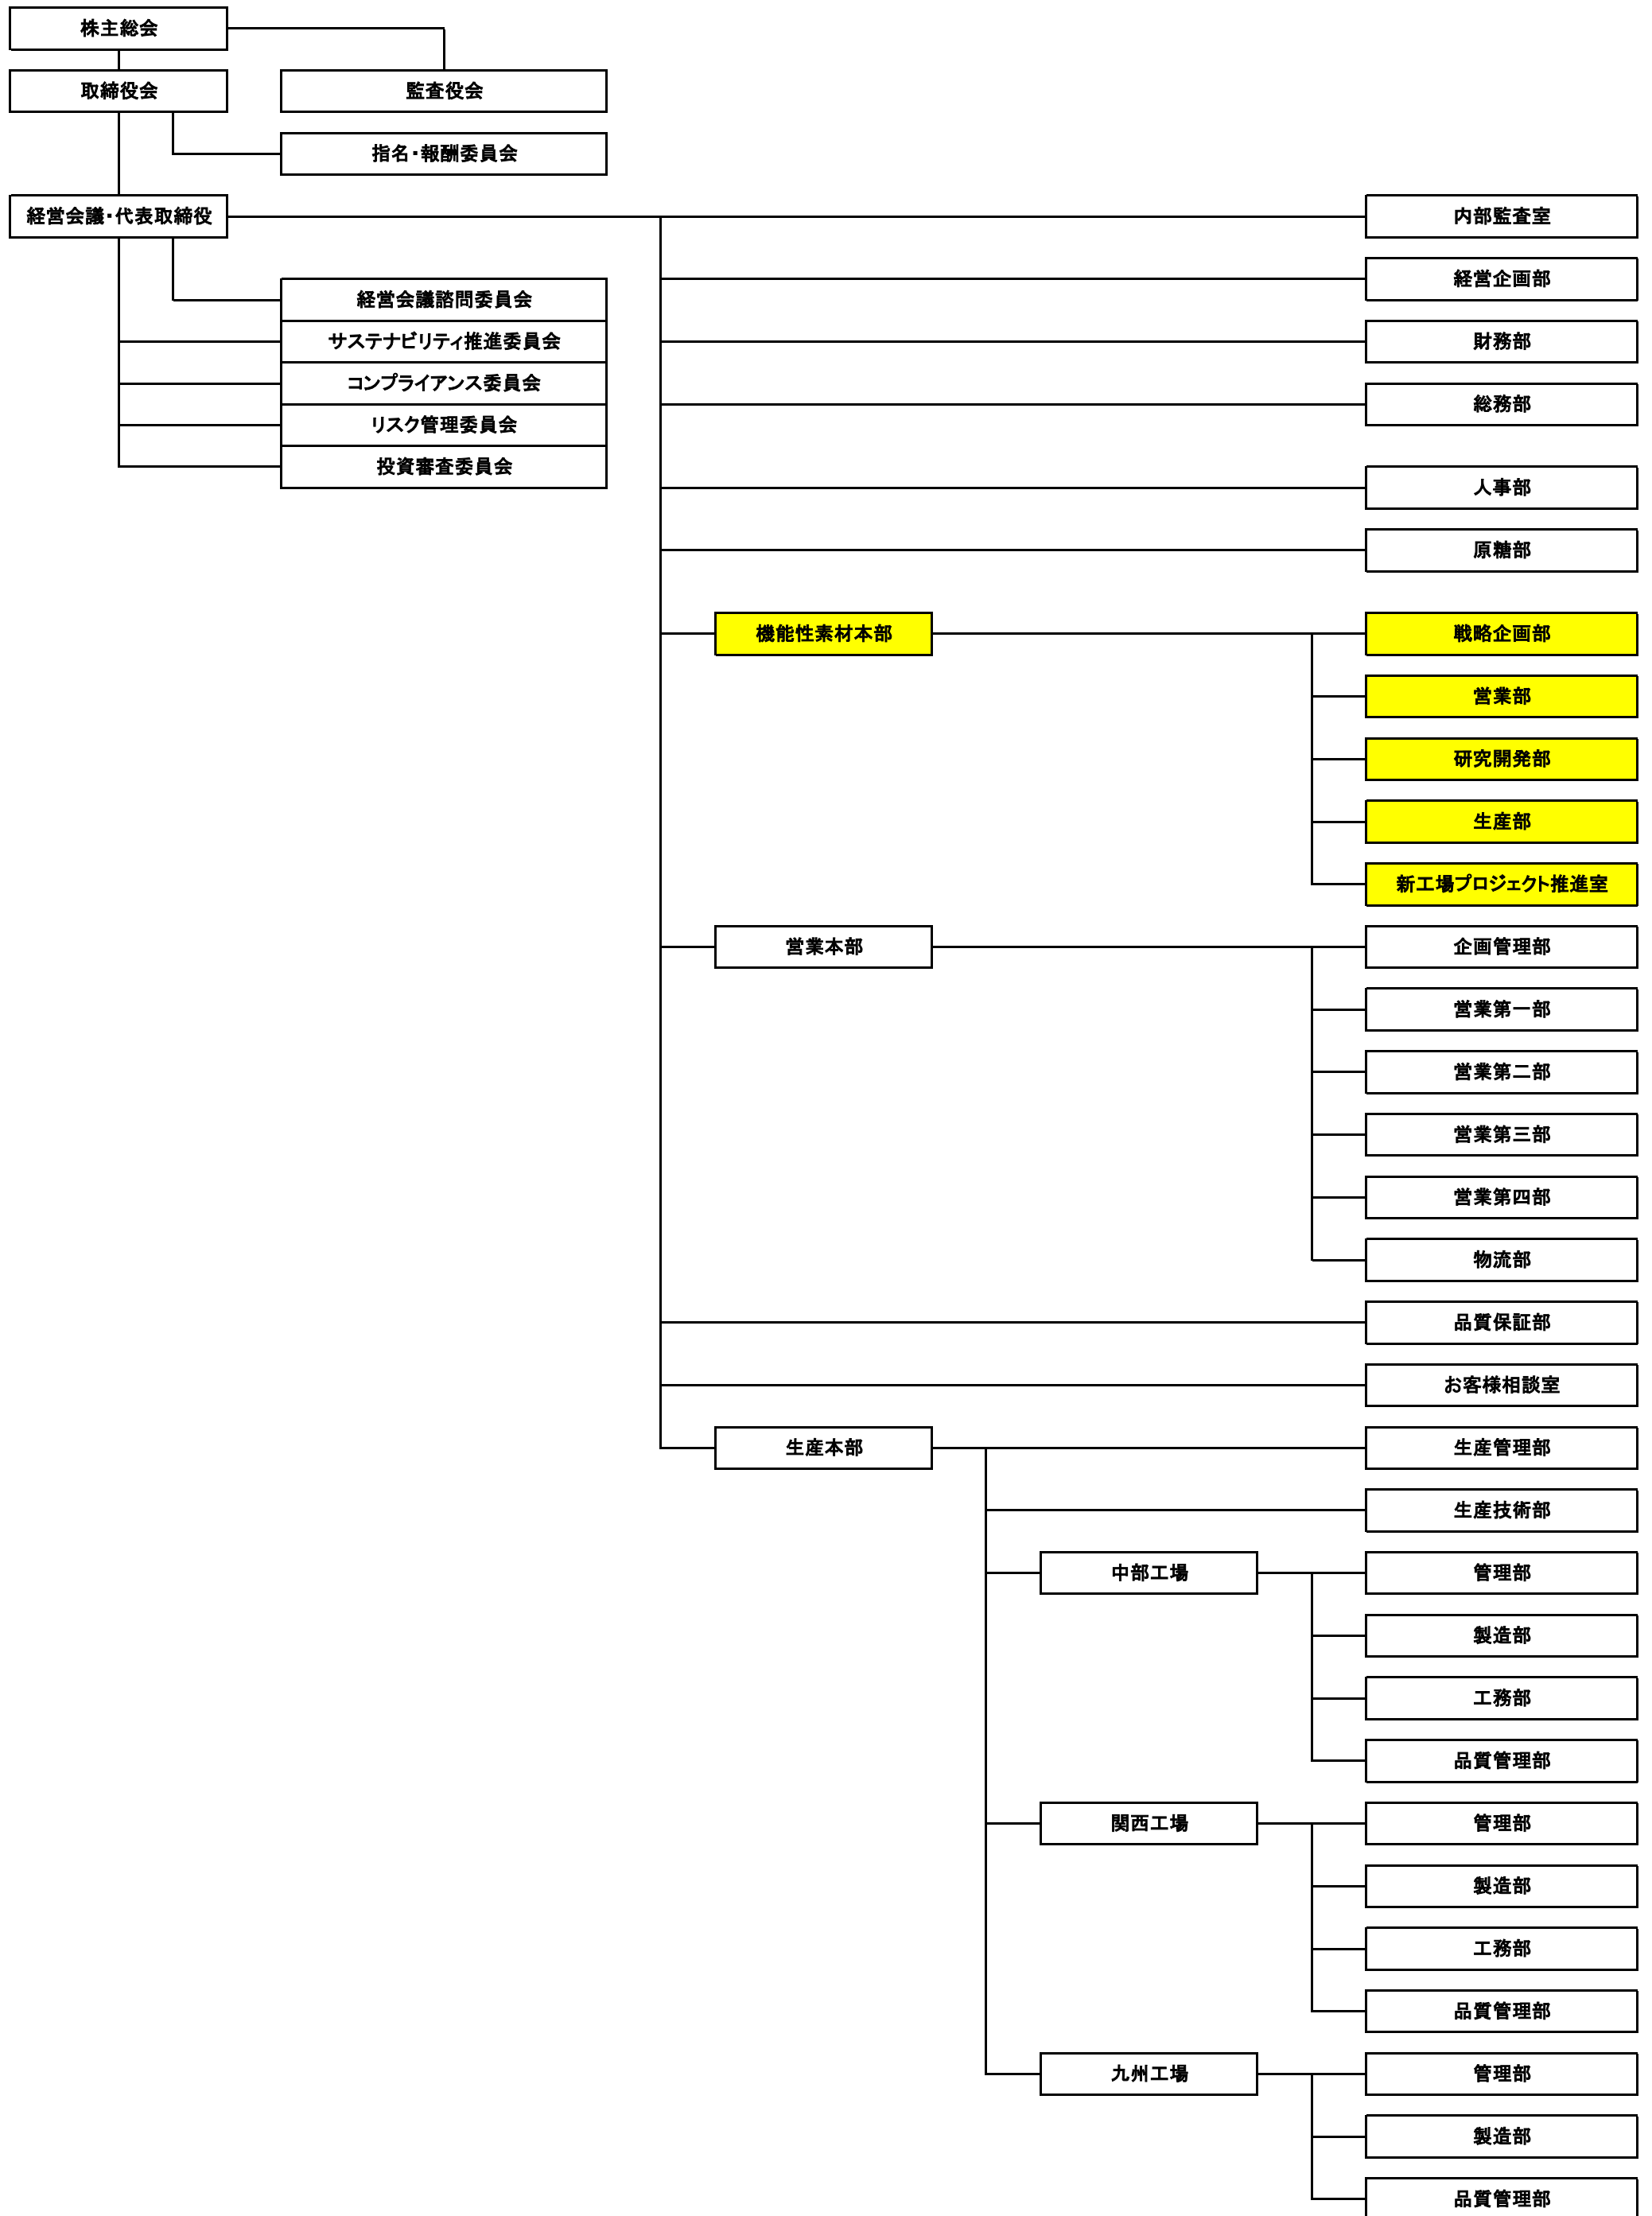 株主総会
取締役会
監査役会
指名・報酬委員会
経営会議・代表取締役
内部監査室
経営企画部
経営会議諮問委員会
サステナビリティ推進委員会
財務部
コンプライアンス委員会
総務部
リスク管理委員会
投資審査委員会
人事部
原糖部
機能性素材本部
戦略企画部
営業部
研究開発部
生産部
新工場プロジェクト推進室
営業本部
企画管理部
営業第一部
営業第二部
営業第三部
営業第四部
物流部
品質保証部
お客様相談室
生産本部
生産管理部
生産技術部
中部工場
管理部
製造部
工務部
品質管理部
関西工場
管理部
製造部
工務部
品質管理部
九州工場
管理部
製造部
品質管理部